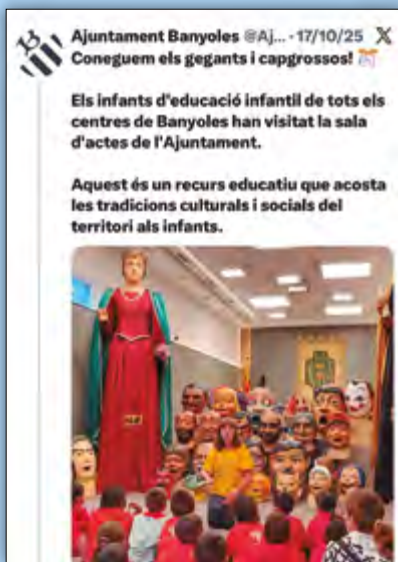 Ajuntament Banyoles @Aj... · 17/10/25 X
Coneguem els gegants i capgrossos!
Els infants d'educació infantil de tots els
centres de Banyoles han visitat la sala
d'actes de l'Ajuntament.
Aquest és un recurs educatiu que acosta
les tradicions culturals i socials del
territori als infants.